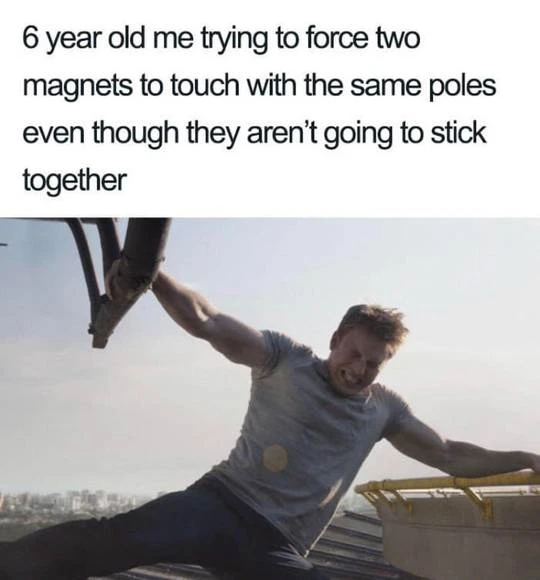 6 year old me trying to force two
magnets to touch with the same poles
even though they aren't going to stick
together